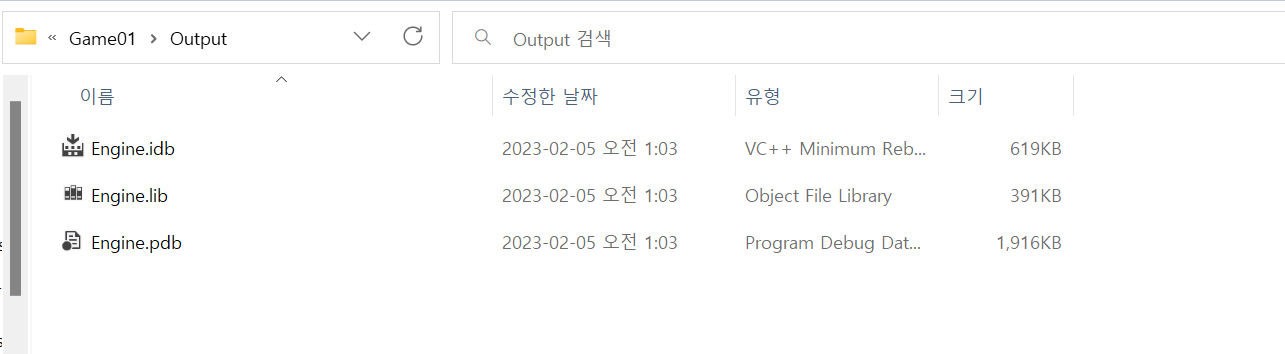 « Game01 > Output
Output 검색
이름 수정한 날짜 유형 크기
Engine.idb 2023-02-05 오전 1:03 VC++ Minimum Reb... 619KB
Engine.lib 2023-02-05 오전 1:03 Object File Library 391KB
Engine.pdb 2023-02-05 오전 1:03 Program Debug Dat... 1,916KB